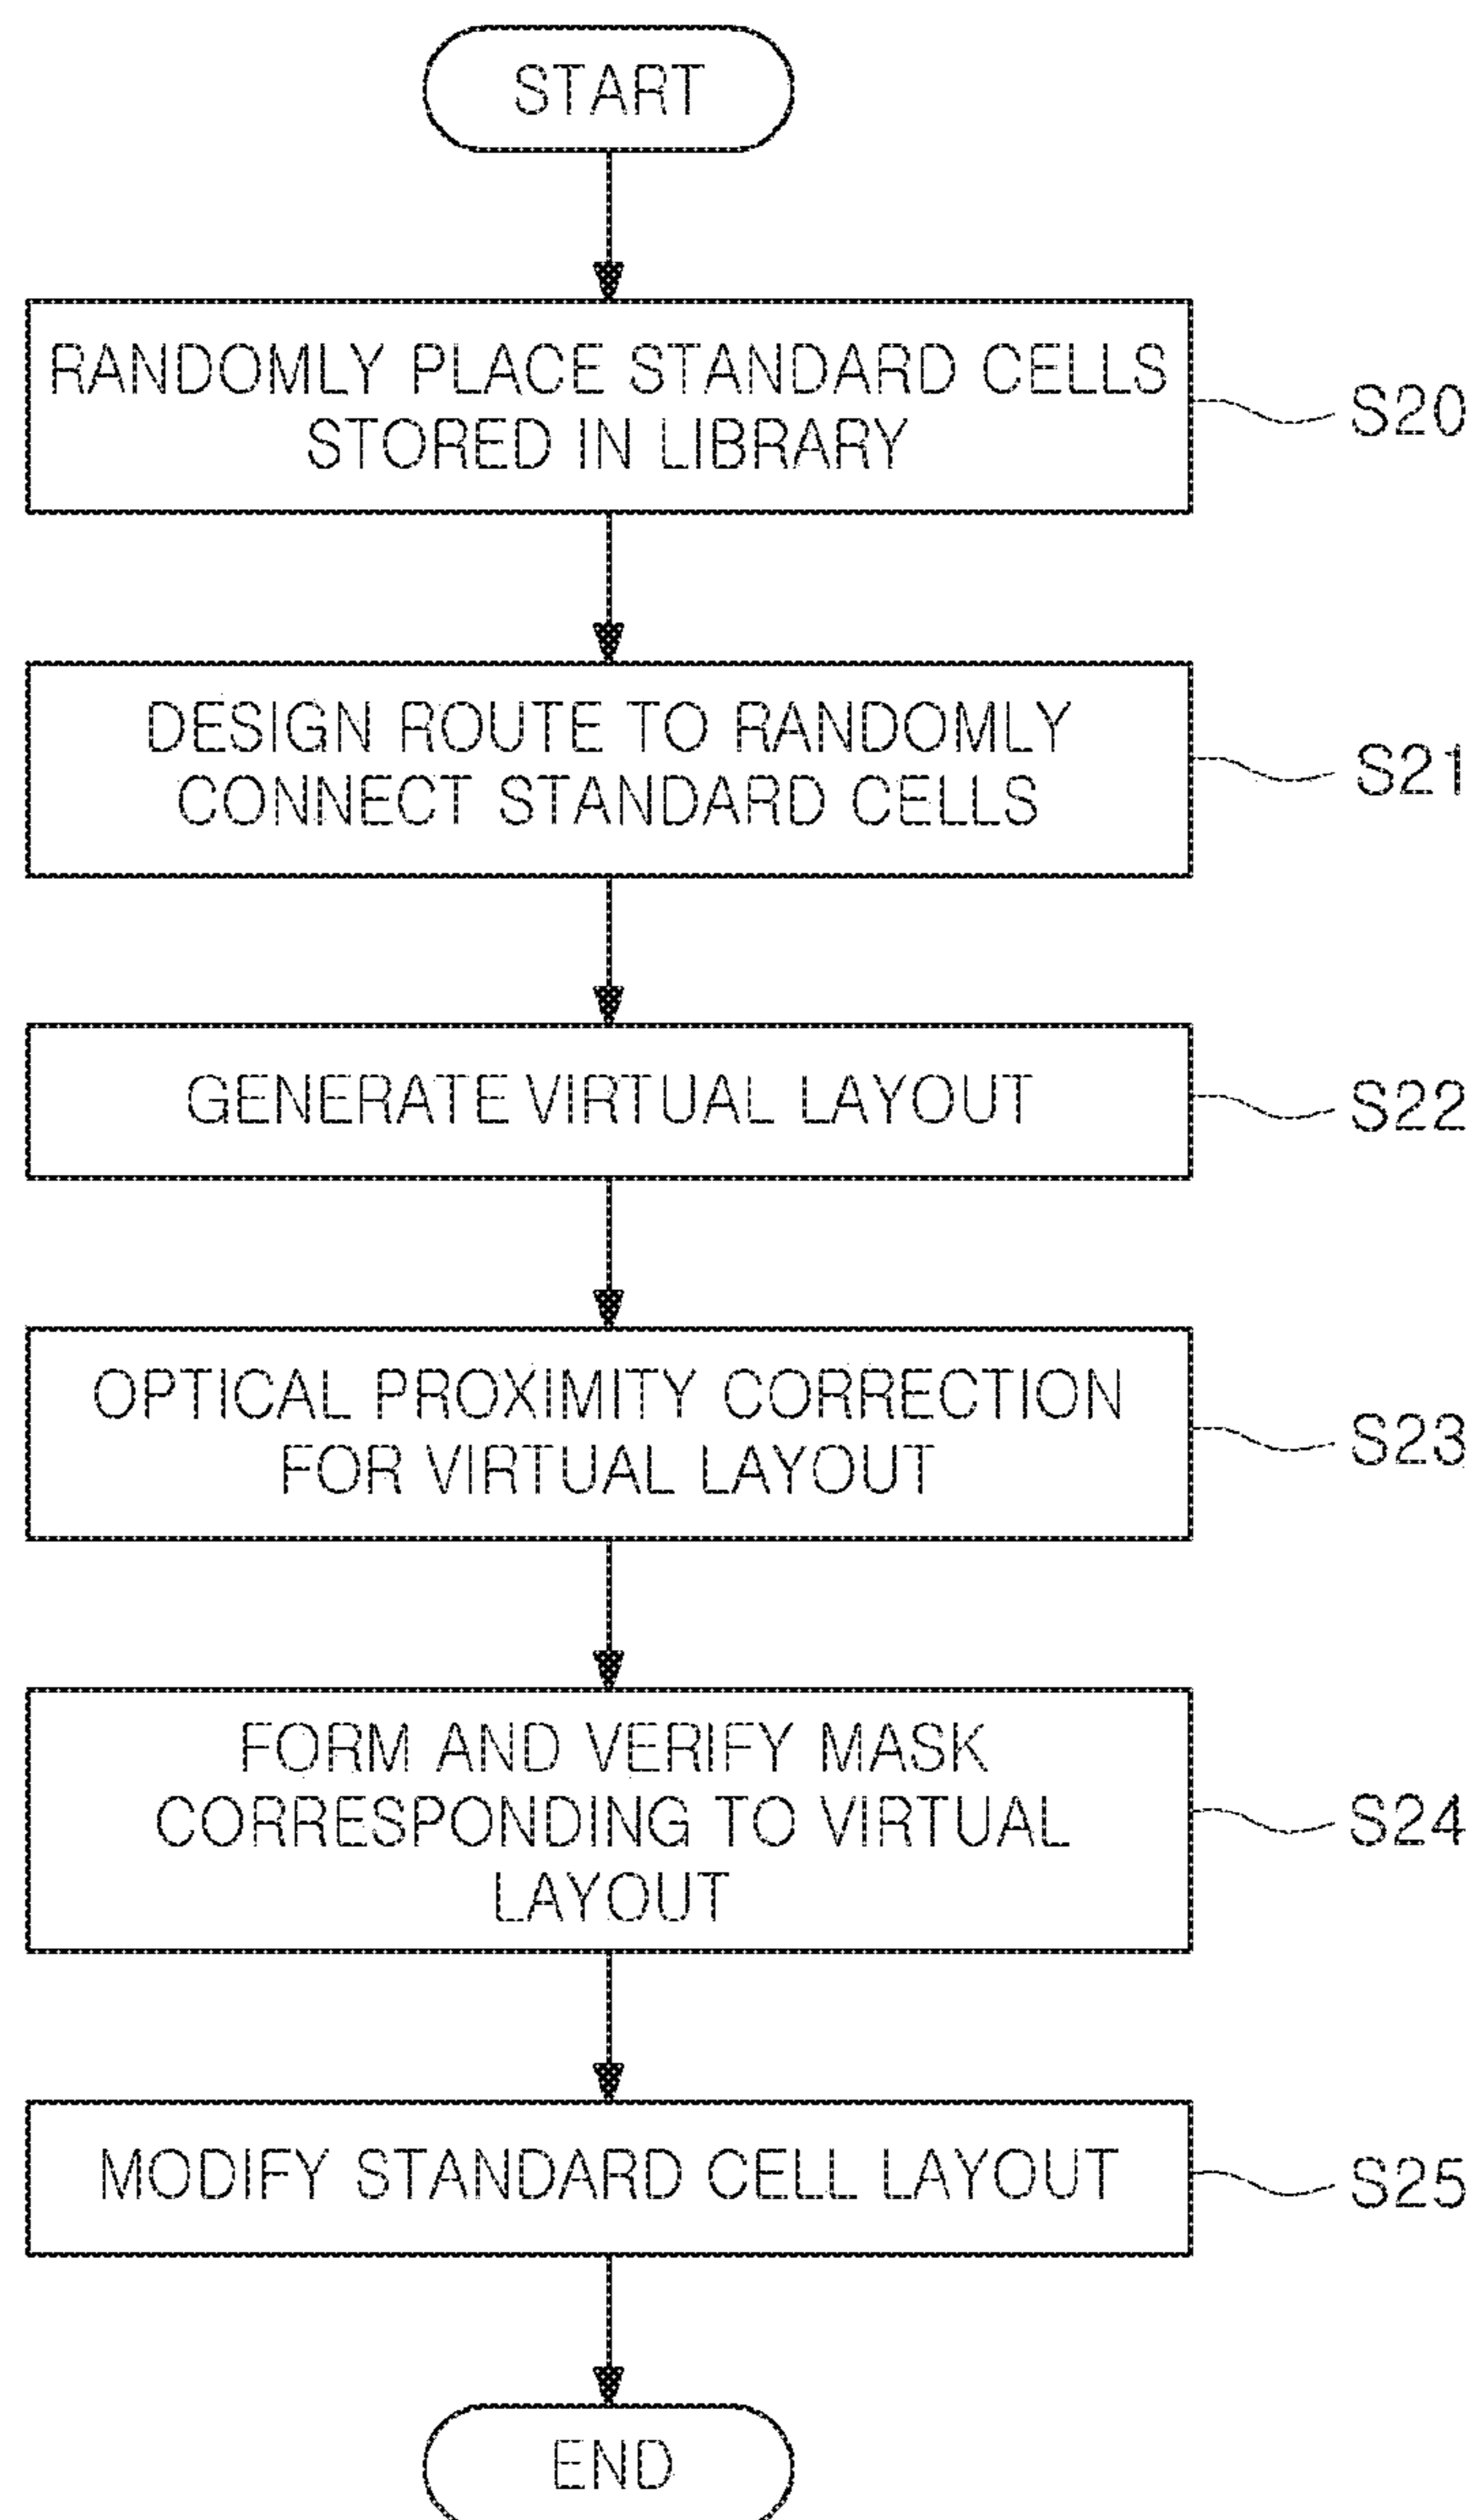 START
RANDOMLY PLACE STANDARD CELLS
STORED IN LIBRARY
S20
DESIGN ROUTE TO RANDOMLY
CONNECT STANDARD CELLS
S21
GENERATE VIRTUAL LAYOUT
S22
OPTICAL PROXIMITY CORRECTION
FOR VIRTUAL LAYOUT
S23
FORM AND VERIFY MASK
CORRESPONDING TO VIRTUAL
LAYOUT
S24
MODIFY STANDARD CELL LAYOUT
S25
END